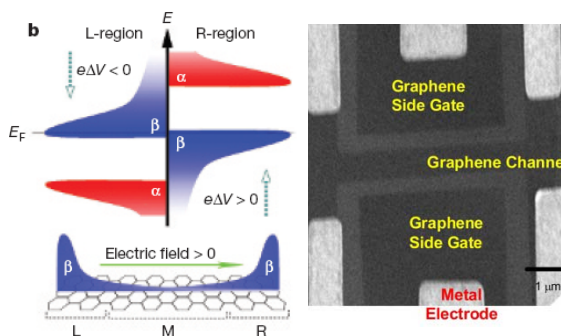 b
E
L-region
R-region
eΔV < 0
α
β
E_F
β
α
eΔV > 0
Electric field > 0
β
β
L
M
R
Graphene
Side Gate
Graphene Channe
Graphene
Side Gate
1 μm
Metal
Electrode